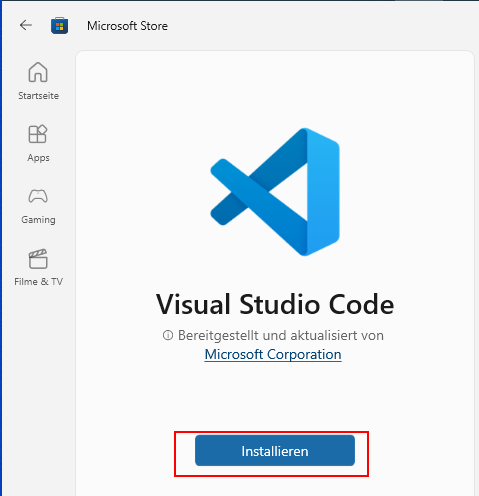 Microsoft Store
Startseite
Apps
Gaming
Filme & TV
Visual Studio Code
Bereitgestellt und aktualisiert von
Microsoft Corporation
Installieren